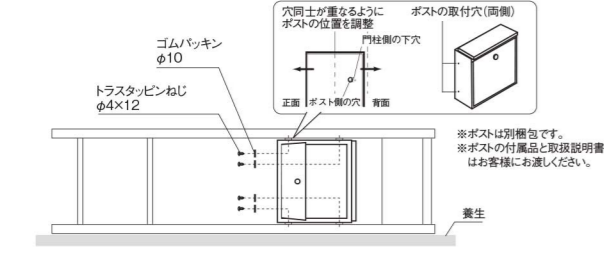 穴同士が重なるように
ポストの位置を調整
門柱側の下穴
正面
ポスト側の穴
背面
ポストの取付穴(両側)
ゴムパッキン
φ10
トラスタッピンねじ
φ4×12
※ポストは別梱包です。
※ポストの付属品と取扱説明書
はお客様にお渡しください。
養生